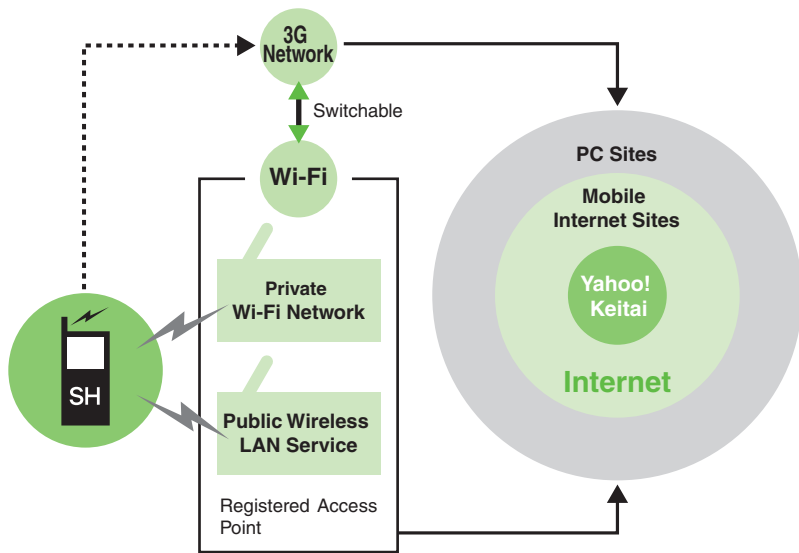 3G
Network
Switchable
Wi-Fi
Private
Wi-Fi Network
Public Wireless
LAN Service
Registered Access
Point
SH
PC Sites
Mobile
Internet Sites
Yahoo!
Keitai
Internet